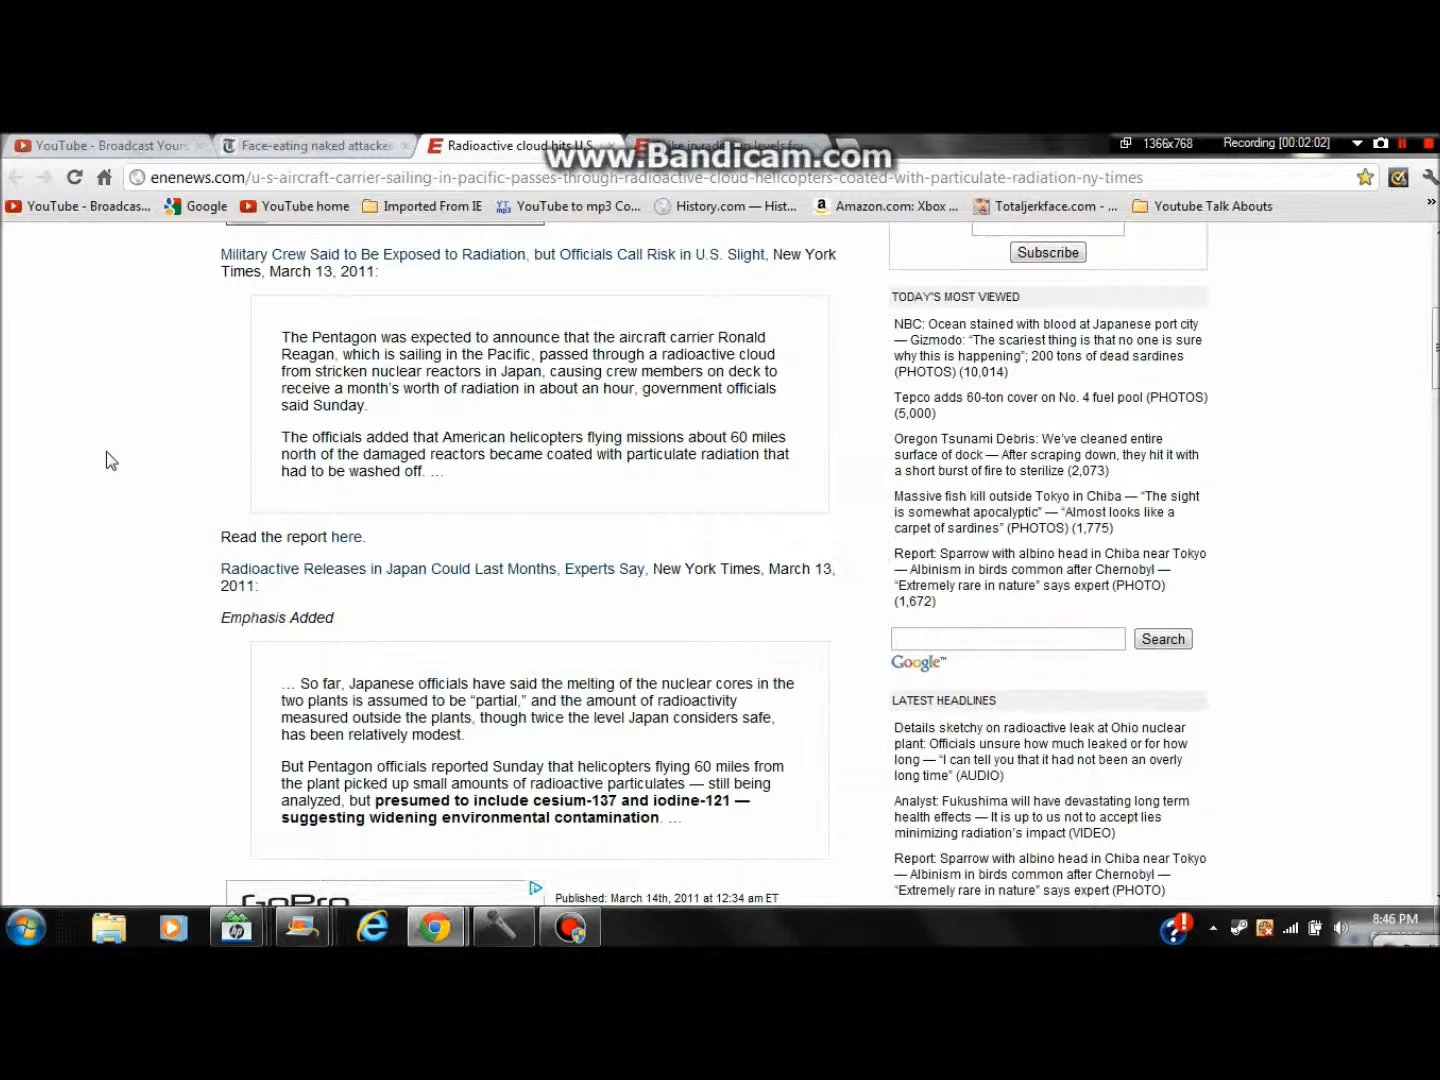 YouTube - Broadcast Yours
Face-eating naked attacke
Radioactive cloud hits U.S.
ike in radiation levels fo
www.Bandicam.com
1366x768
Recording [00:02:02]
enenews.com/u-s-aircraft-carrier-sailing-in-pacific-passes-through-radioactive-cloud-helicopters-coated-with-particulate-radiation-ny-times
YouTube - Broadcas...
Google
YouTube home
Imported From IE
YouTube to mp3 Co...
History.com — Hist...
Amazon.com: Xbox ...
Totaljerkface.com - ...
Youtube Talk Abouts
Military Crew Said to Be Exposed to Radiation, but Officials Call Risk in U.S. Slight, New York
Times, March 13, 2011:
The Pentagon was expected to announce that the aircraft carrier Ronald
Reagan, which is sailing in the Pacific, passed through a radioactive cloud
from stricken nuclear reactors in Japan, causing crew members on deck to
receive a month's worth of radiation in about an hour, government officials
said Sunday.
The officials added that American helicopters flying missions about 60 miles
north of the damaged reactors became coated with particulate radiation that
had to be washed off. …
Read the report here.
Radioactive Releases in Japan Could Last Months, Experts Say, New York Times, March 13,
2011:
Emphasis Added
… So far, Japanese officials have said the melting of the nuclear cores in the
two plants is assumed to be “partial,” and the amount of radioactivity
measured outside the plants, though twice the level Japan considers safe,
has been relatively modest.
But Pentagon officials reported Sunday that helicopters flying 60 miles from
the plant picked up small amounts of radioactive particulates — still being
analyzed, but presumed to include cesium-137 and iodine-121 —
suggesting widening environmental contamination. …
GoPro
Published: March 14th, 2011 at 12:34 am ET
Subscribe
TODAY'S MOST VIEWED
NBC: Ocean stained with blood at Japanese port city
— Gizmodo: “The scariest thing is that no one is sure
why this is happening”; 200 tons of dead sardines
(PHOTOS) (10,014)
Tepco adds 60-ton cover on No. 4 fuel pool (PHOTOS)
(5,000)
Oregon Tsunami Debris: We've cleaned entire
surface of dock — After scraping down, they hit it with
a short burst of fire to sterilize (2,073)
Massive fish kill outside Tokyo in Chiba — “The sight
is somewhat apocalyptic” — “Almost looks like a
carpet of sardines” (PHOTOS) (1,775)
Report: Sparrow with albino head in Chiba near Tokyo
— Albinism in birds common after Chernobyl —
“Extremely rare in nature” says expert (PHOTO)
(1,672)
Search
Google™
LATEST HEADLINES
Details sketchy on radioactive leak at Ohio nuclear
plant: Officials unsure how much leaked or for how
long — “I can tell you that it had not been an overly
long time” (AUDIO)
Analyst: Fukushima will have devastating long term
health effects — It is up to us not to accept lies
minimizing radiation's impact (VIDEO)
Report: Sparrow with albino head in Chiba near Tokyo
— Albinism in birds common after Chernobyl —
“Extremely rare in nature” says expert (PHOTO)
hp
8:46 PM